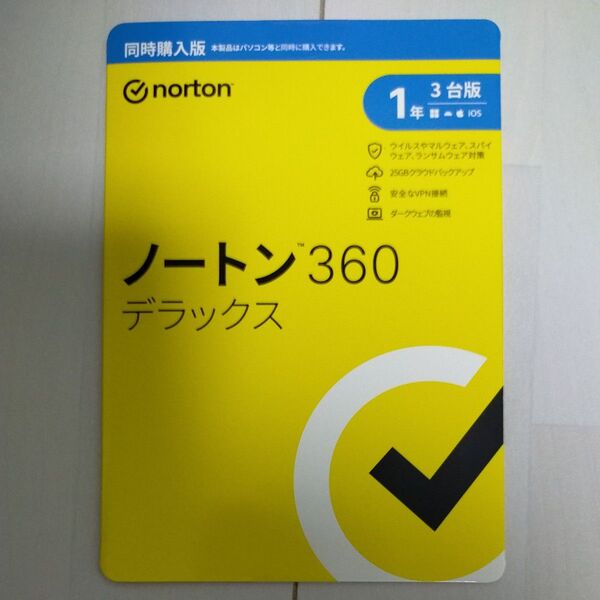 同時購入版 本製品はパソコン等と同時に購入できます。
norton™
1年 3台版
iOS
ウイルスやマルウェア、スパイ
ウェア、ランサムウェア対策
25GBクラウドバックアップ
安全なVPN接続
ダークウェブの監視
ノートン™ 360
デラックス